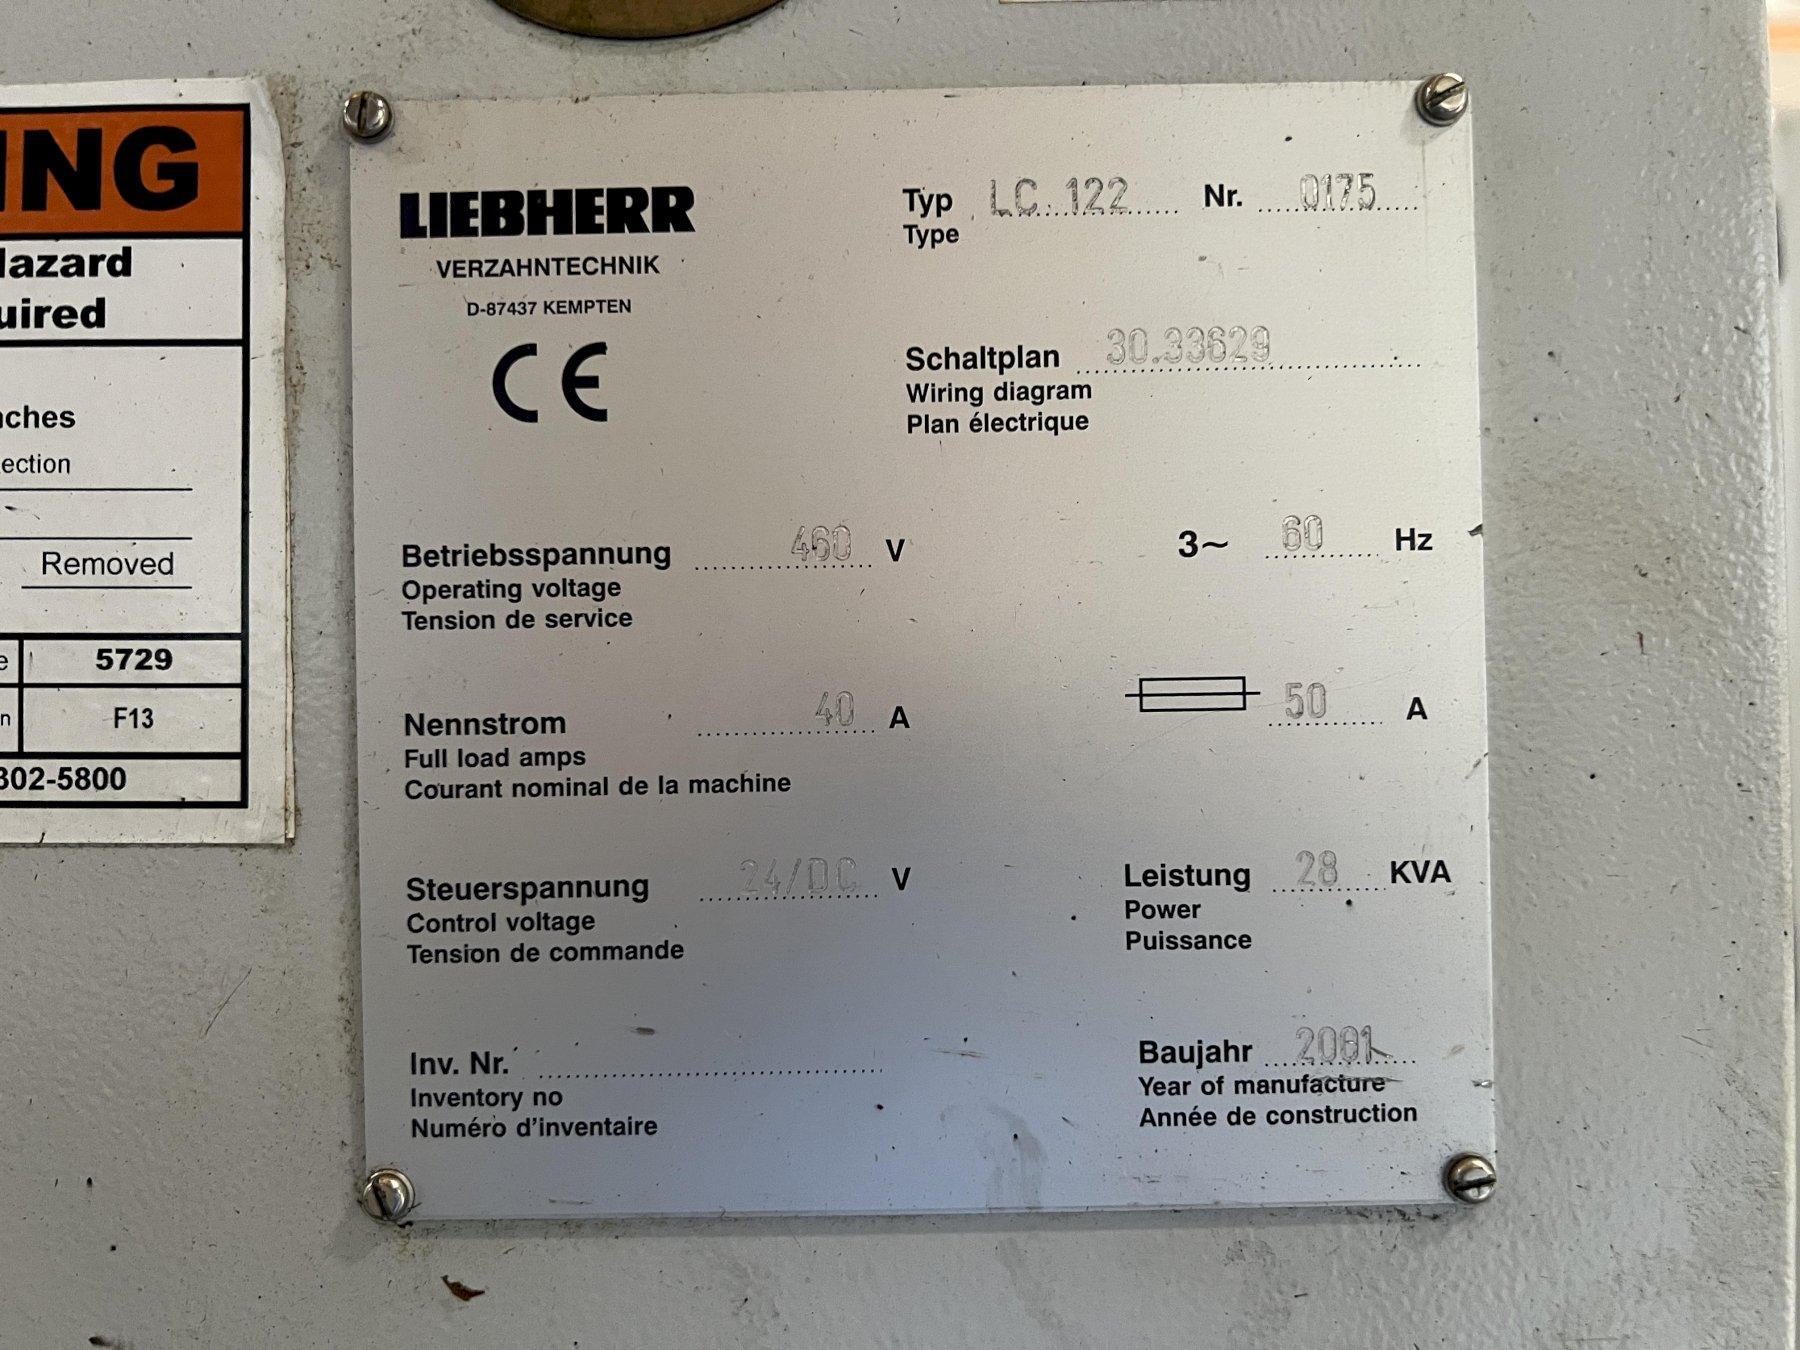 ING
Hazard
uired
nches
ection
Removed
e 5729
n F13
302-5800
LIEBHERR
VERZAHNTECHNIK
D-87437 KEMPTEN
CE
Typ LC 122 Nr. 0175
Type
Schaltplan 30.33629
Wiring diagram
Plan électrique
Betriebsspannung 460 V 3~ 60 Hz
Operating voltage
Tension de service
Nennstrom 40 A 50 A
Full load amps
Courant nominal de la machine
Steuerspannung 24/DC V Leistung 28 KVA
Control voltage Power
Tension de commande Puissance
Inv. Nr. Baujahr 2001
Inventory no Year of manufacture
Numéro d'inventaire Année de construction